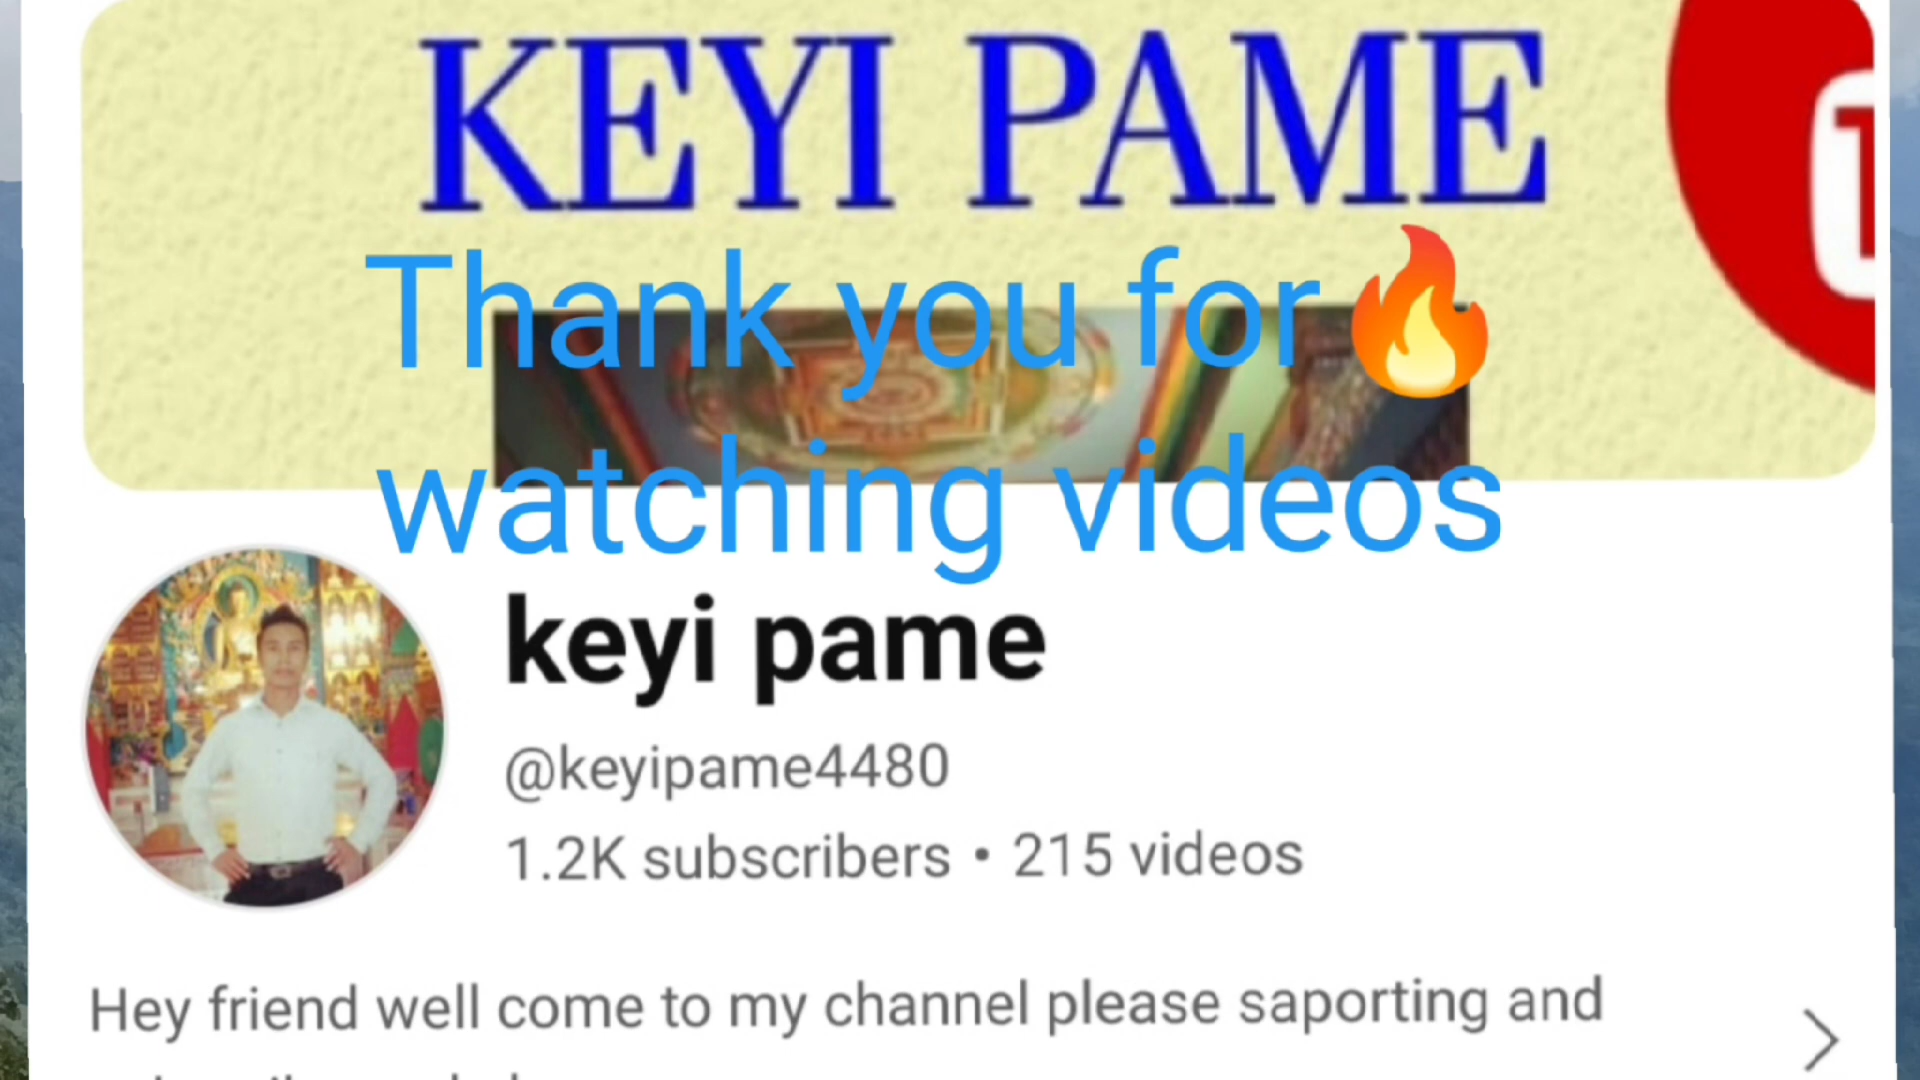 KEYI PAME
Thank you for🔥
watching videos
keyi pame
@keyipame4480
1.2K subscribers • 215 videos
Hey friend well come to my channel please saporting and